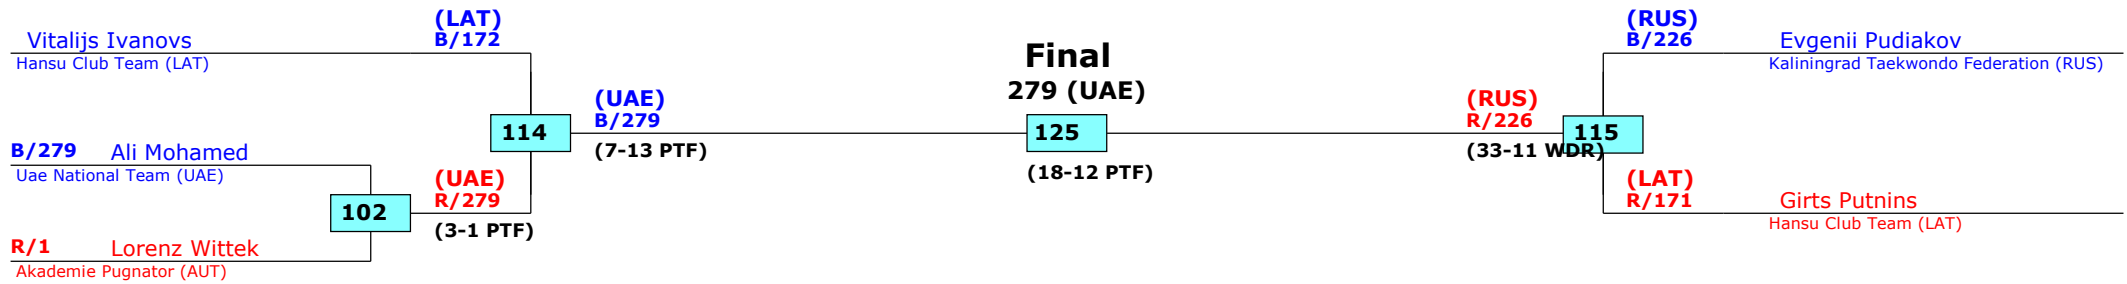 (LAT)
B/172
Vitalijs Ivanovs
Hansu Club Team (LAT)
B/279 Ali Mohamed
Uae National Team (UAE)
102
R/1 Lorenz Wittek
Akademie Pugnator (AUT)
114
(UAE)
R/279
(3-1 PTF)
(UAE)
B/279
(7-13 PTF)
Final
279 (UAE)
125
(18-12 PTF)
(RUS)
R/226
(33-11 WDR)
115
(RUS)
B/226
Evgenii Pudiakov
Kaliningrad Taekwondo Federation (RUS)
(LAT)
R/171
Girts Putnins
Hansu Club Team (LAT)